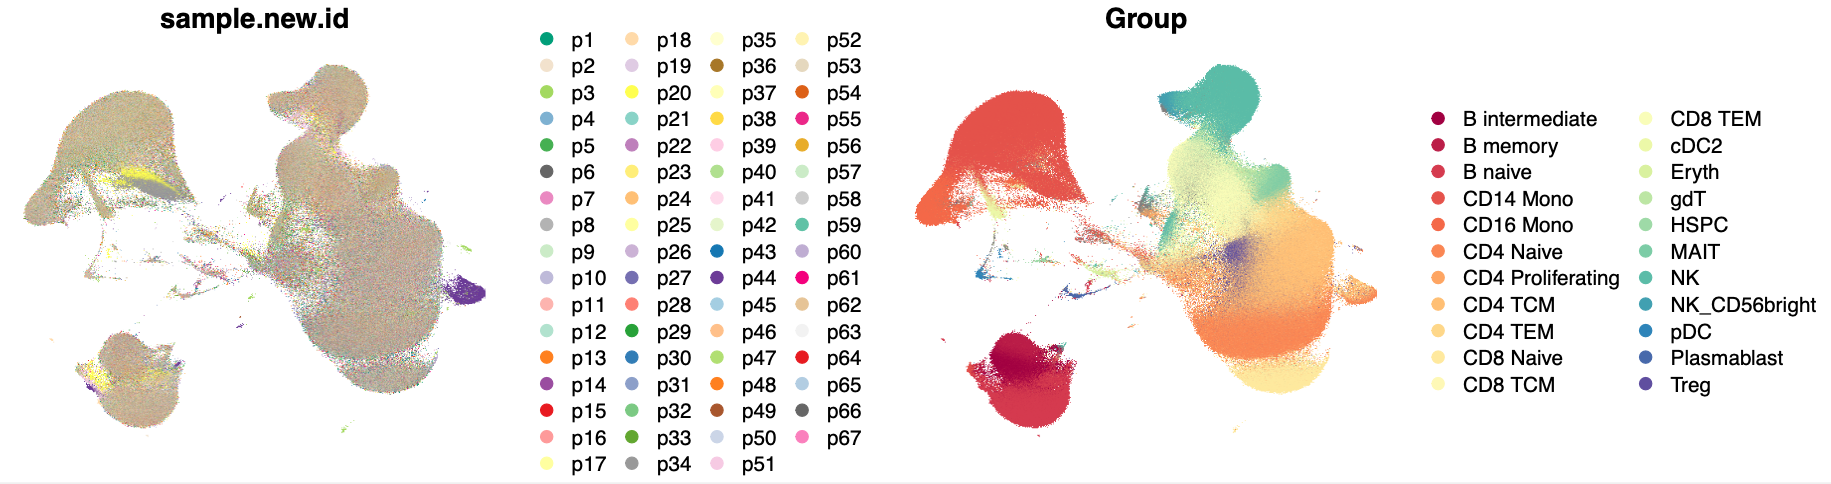 sample.new.id
p1
p2
p3
p4
p5
p6
p7
p8
p9
p10
p11
p12
p13
p14
p15
p16
p17
p18
p19
p20
p21
p22
p23
p24
p25
p26
p27
p28
p29
p30
p31
p32
p33
p34
p35
p36
p37
p38
p39
p40
p41
p42
p43
p44
p45
p46
p47
p48
p49
p50
p51
p52
p53
p54
p55
p56
p57
p58
p59
p60
p61
p62
p63
p64
p65
p66
p67
Group
B intermediate
B memory
B naive
CD14 Mono
CD16 Mono
CD4 Naive
CD4 Proliferating
CD4 TCM
CD4 TEM
CD8 Naive
CD8 TCM
CD8 TEM
cDC2
Eryth
gdT
HSPC
MAIT
NK
NK_CD56bright
pDC
Plasmablast
Treg